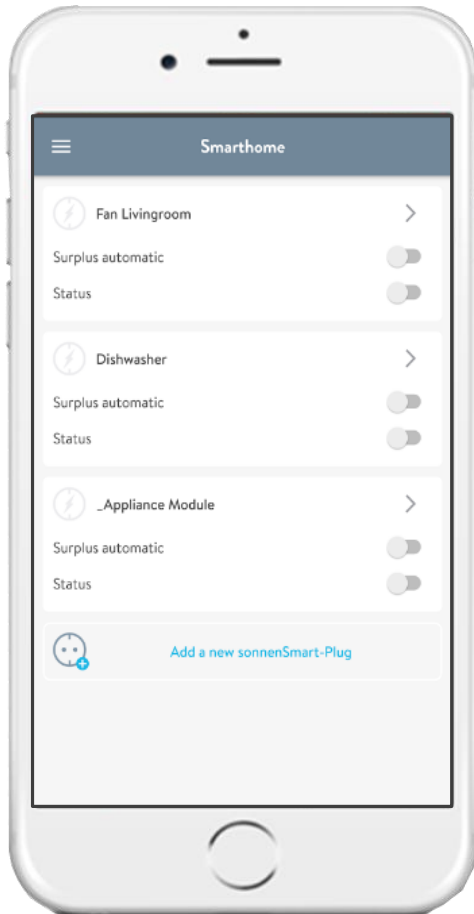 Smarthome
Fan Livingroom
Surplus automatic
Status
Dishwasher
Surplus automatic
Status
_Appliance Module
Surplus automatic
Status
Add a new sonnenSmart-Plug